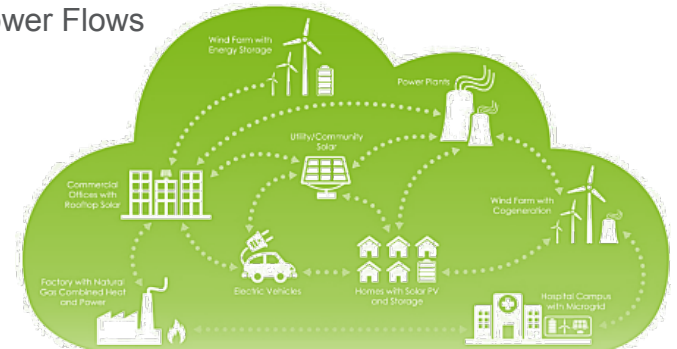 ower Flows
Wind Farm with
Energy Storage
Power Plants
Utility/Community
Solar
Commercial
Offices with
Rooftop Solar
Wind Farm with
Cogeneration
Electric Vehicles
Homes with Solar PV
and Storage
Factory with Natural
Gas Combined Heat
and Power
Hospital Campus
with Microgrid